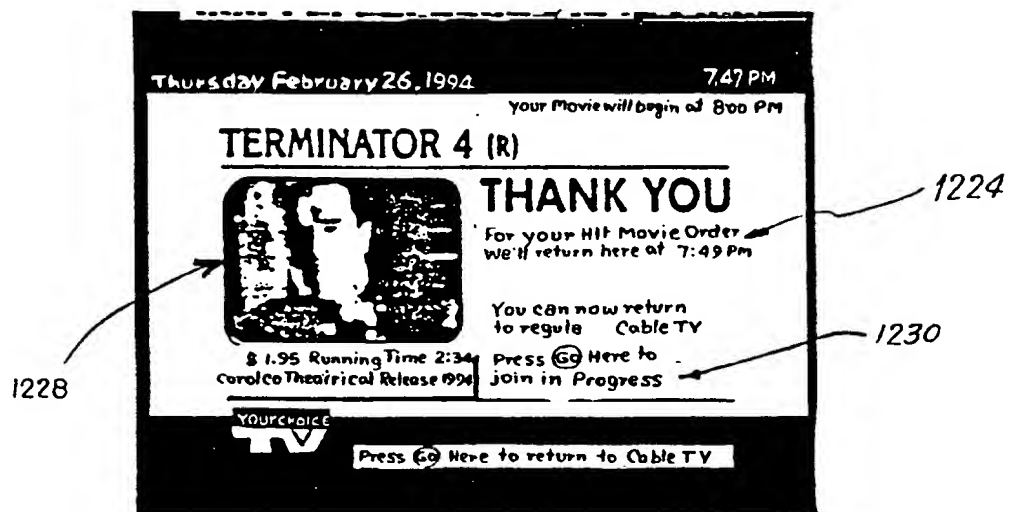 Thursday February 26, 1994 7,47 PM
your Movie will begin at 8:00 PM
TERMINATOR 4 (R)
THANK YOU
1224
For your Hit Movie Order
We'll return here at 7:49 PM
You can now return
to regula Cable TV
1230
Press GO Here to
join in Progress
1228
$ 1.95 Running Time 2:34
Carolco Theatrical Release 1994
YOUR CHOICE
TV
Press GO Here to return to Cable TV